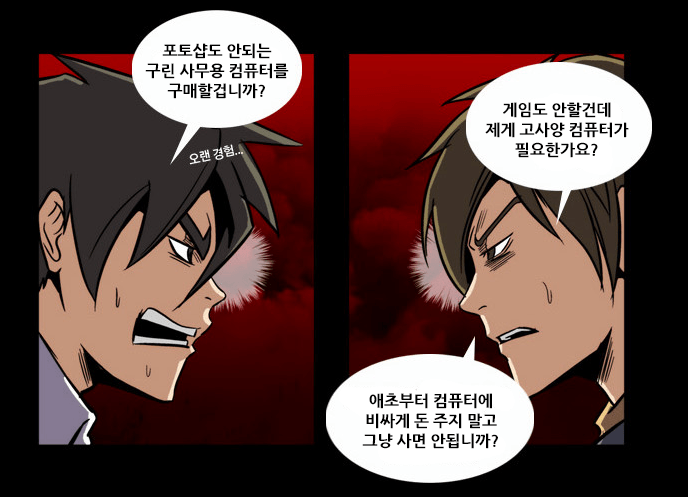 포토샵도 안되는
구린 사무용 컴퓨터를
구매할겁니까?
오랜 경험...
게임도 안할건데
제게 고사양 컴퓨터가
필요한가요?
애초부터 컴퓨터에
비싸게 돈 주지 말고
그냥 사면 안됩니까?